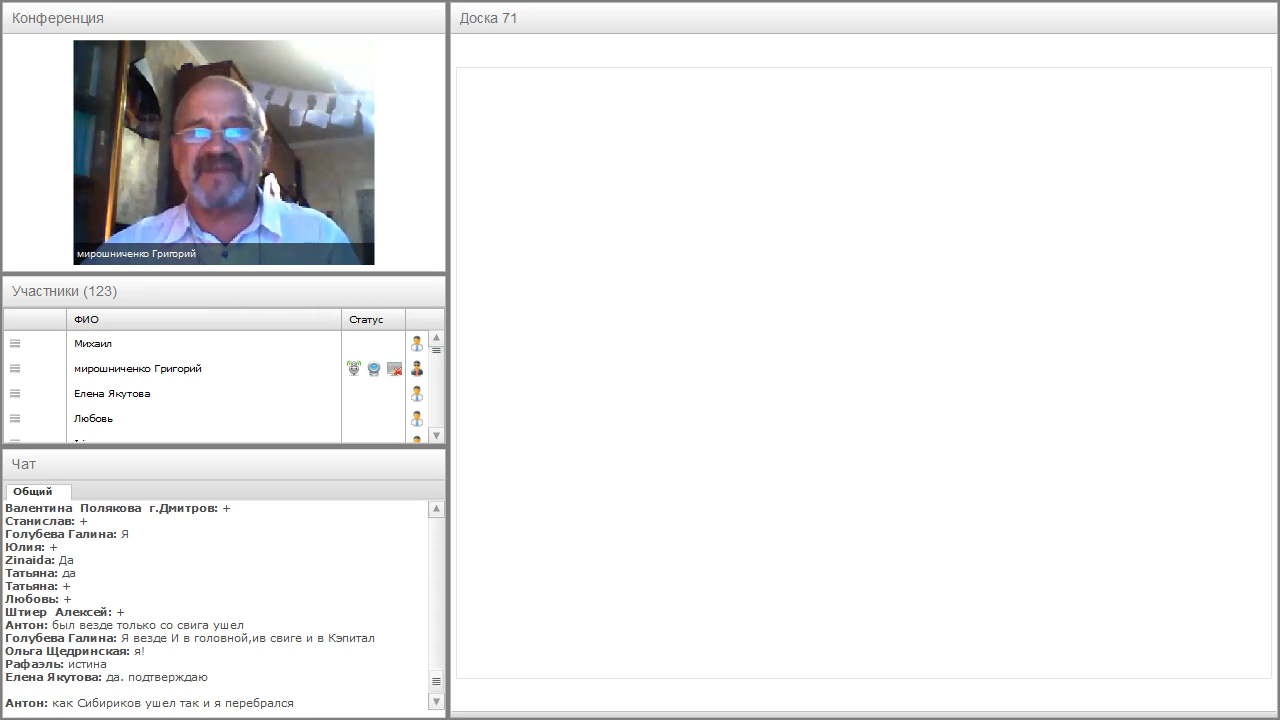 Конференция
мирошниченко Григорий
Участники (123)
ФИО Статус
Михаил
мирошниченко Григорий
Елена Якутова
Любовь
Чат
Общий
Валентина Полякова г.Дмитров: +
Станислав: +
Голубева Галина: Я
Юлия: +
Zinaida: Да
Татьяна: да
Татьяна: +
Любовь: +
Штиер Алексей: +
Антон: был везде только со свига ушел
Голубева Галина: Я везде И в головной,ив свиге и в Кэпитал
Ольга Щедринская: я!
Рафаэль: истина
Елена Якутова: да. подтверждаю
Антон: как Сибириков ушел так и я перебрался
Доска 71